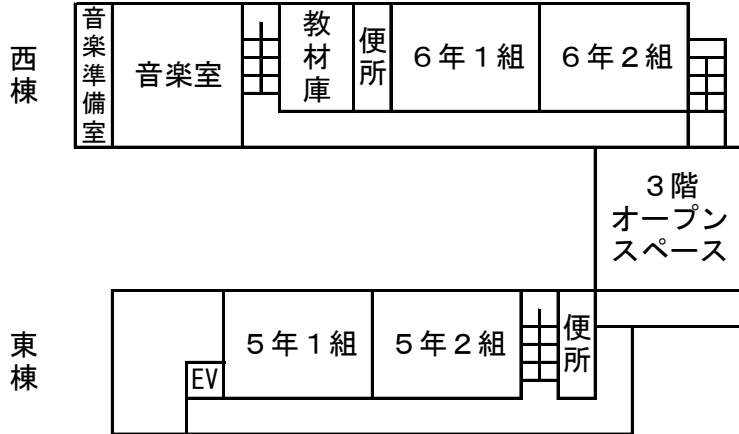 西棟
音楽準備室
音楽室
教材庫
便所
６年１組
６年２組
３階
オープン
スペース
東棟
EV
５年１組
５年２組
便所